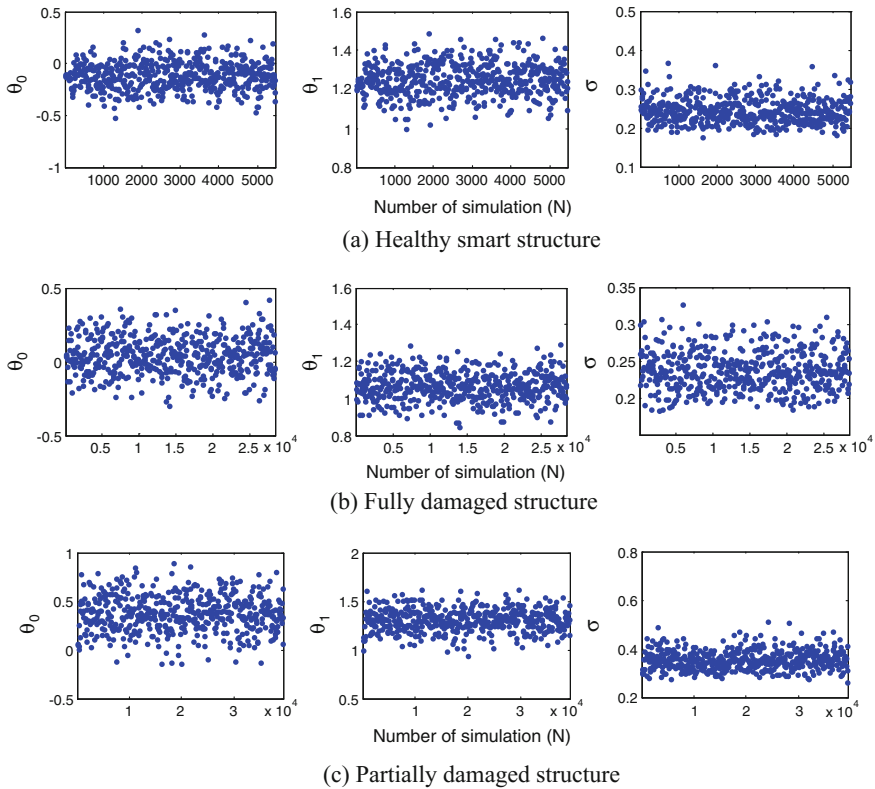 0.5
0
-0.5
-1
θ0
1000 2000 3000 4000 5000
1.6
1.4
1.2
1
0.8
θ1
1000 2000 3000 4000 5000
Number of simulation (N)
0.5
0.4
0.3
0.2
0.1
σ
1000 2000 3000 4000 5000
(a) Healthy smart structure
0.5
0
-0.5
θ0
0.5 1 1.5 2 2.5 x 10^4
1.6
1.4
1.2
1
0.8
θ1
0.5 1 1.5 2 2.5 x 10^4
Number of simulation (N)
0.35
0.3
0.25
0.2
σ
0.5 1 1.5 2 2.5 x 10^4
(b) Fully damaged structure
1
0.5
0
-0.5
θ0
1 2 3 x 10^4
2
1.5
1
0.5
θ1
1 2 3 x 10^4
Number of simulation (N)
0.8
0.6
0.4
0.2
σ
1 2 3 x 10^4
(c) Partially damaged structure